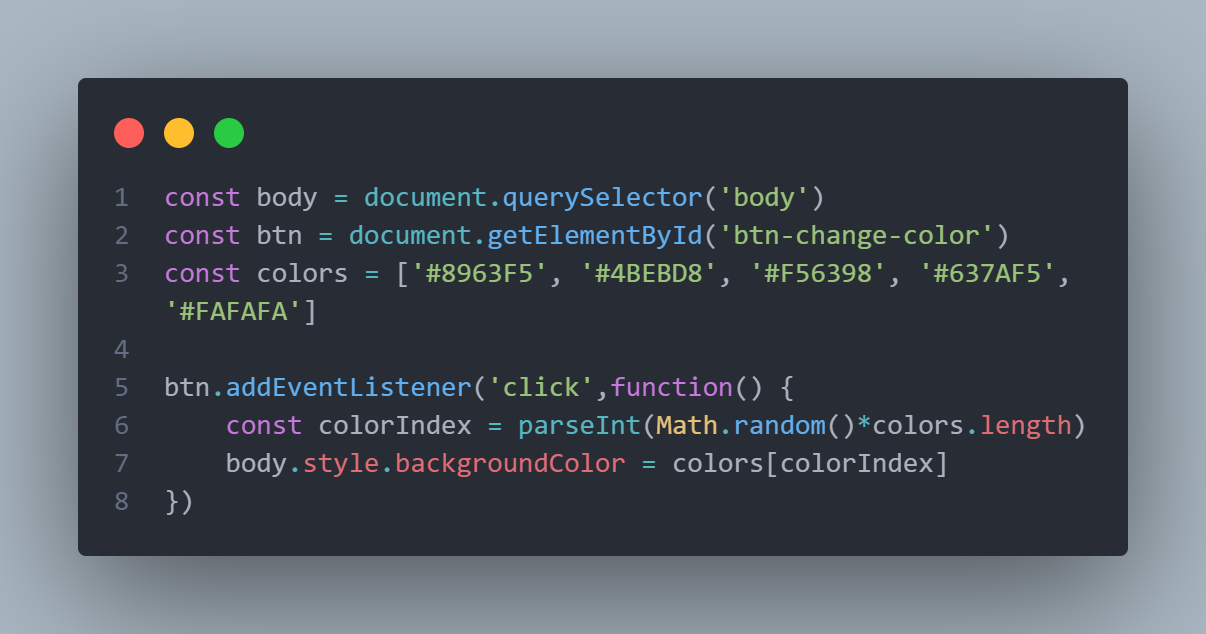 1 const body = document.querySelector('body')
2 const btn = document.getElementById('btn-change-color')
3 const colors = ['#8963F5', '#4BEBD8', '#F56398', '#637AF5',
'#FAFAFA']
4
5 btn.addEventListener('click',function() {
6     const colorIndex = parseInt(Math.random()*colors.length)
7     body.style.backgroundColor = colors[colorIndex]
8 })